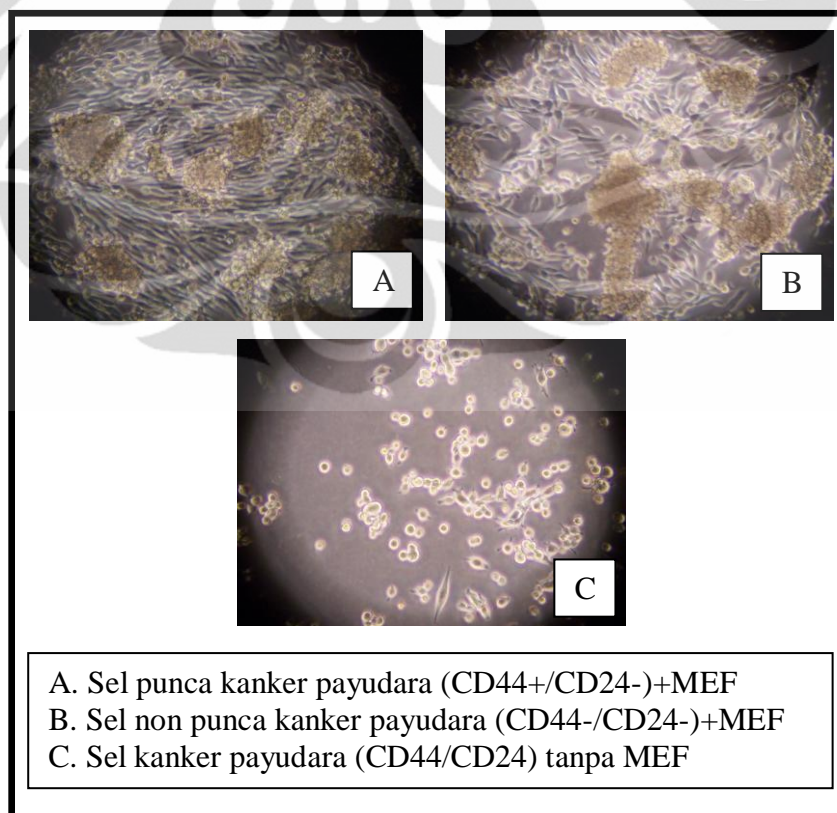 A
B
C
A. Sel punca kanker payudara (CD44+/CD24-)+MEF
B. Sel non punca kanker payudara (CD44-/CD24-)+MEF
C. Sel kanker payudara (CD44/CD24) tanpa MEF